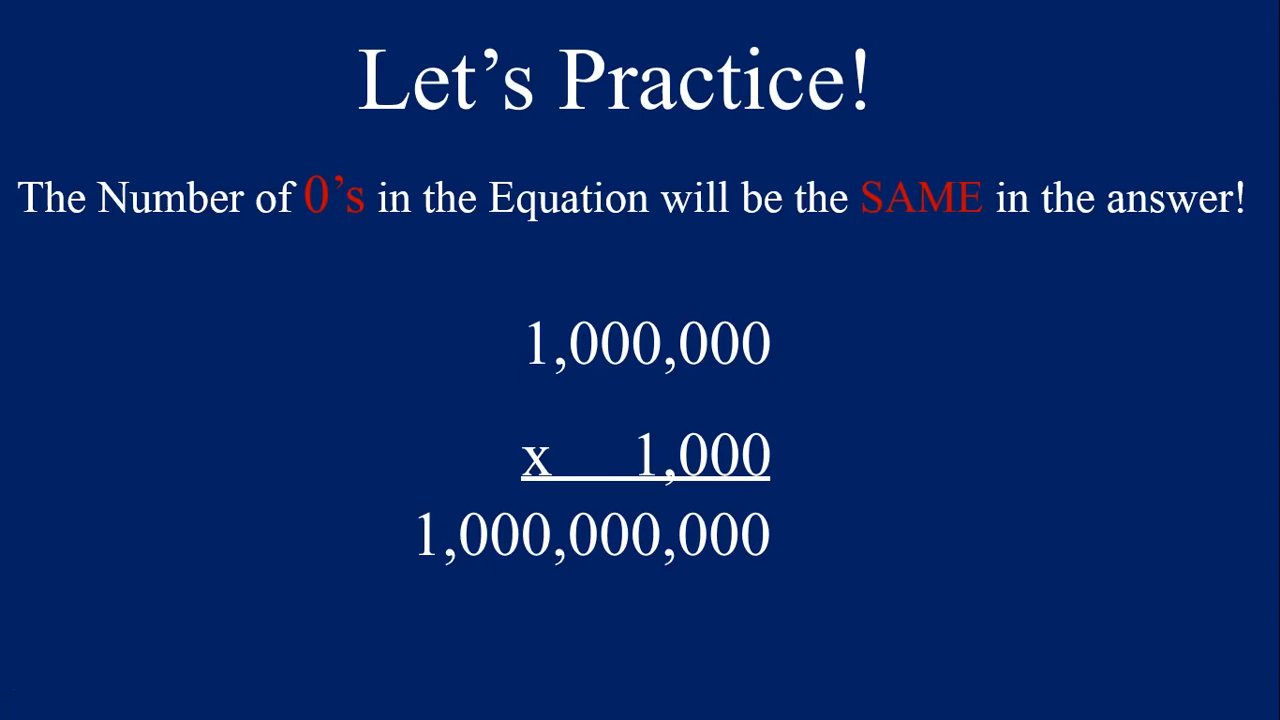 Let’s Practice!
The Number of 0’s in the Equation will be the SAME in the answer!
1,000,000
x 1,000
1,000,000,000